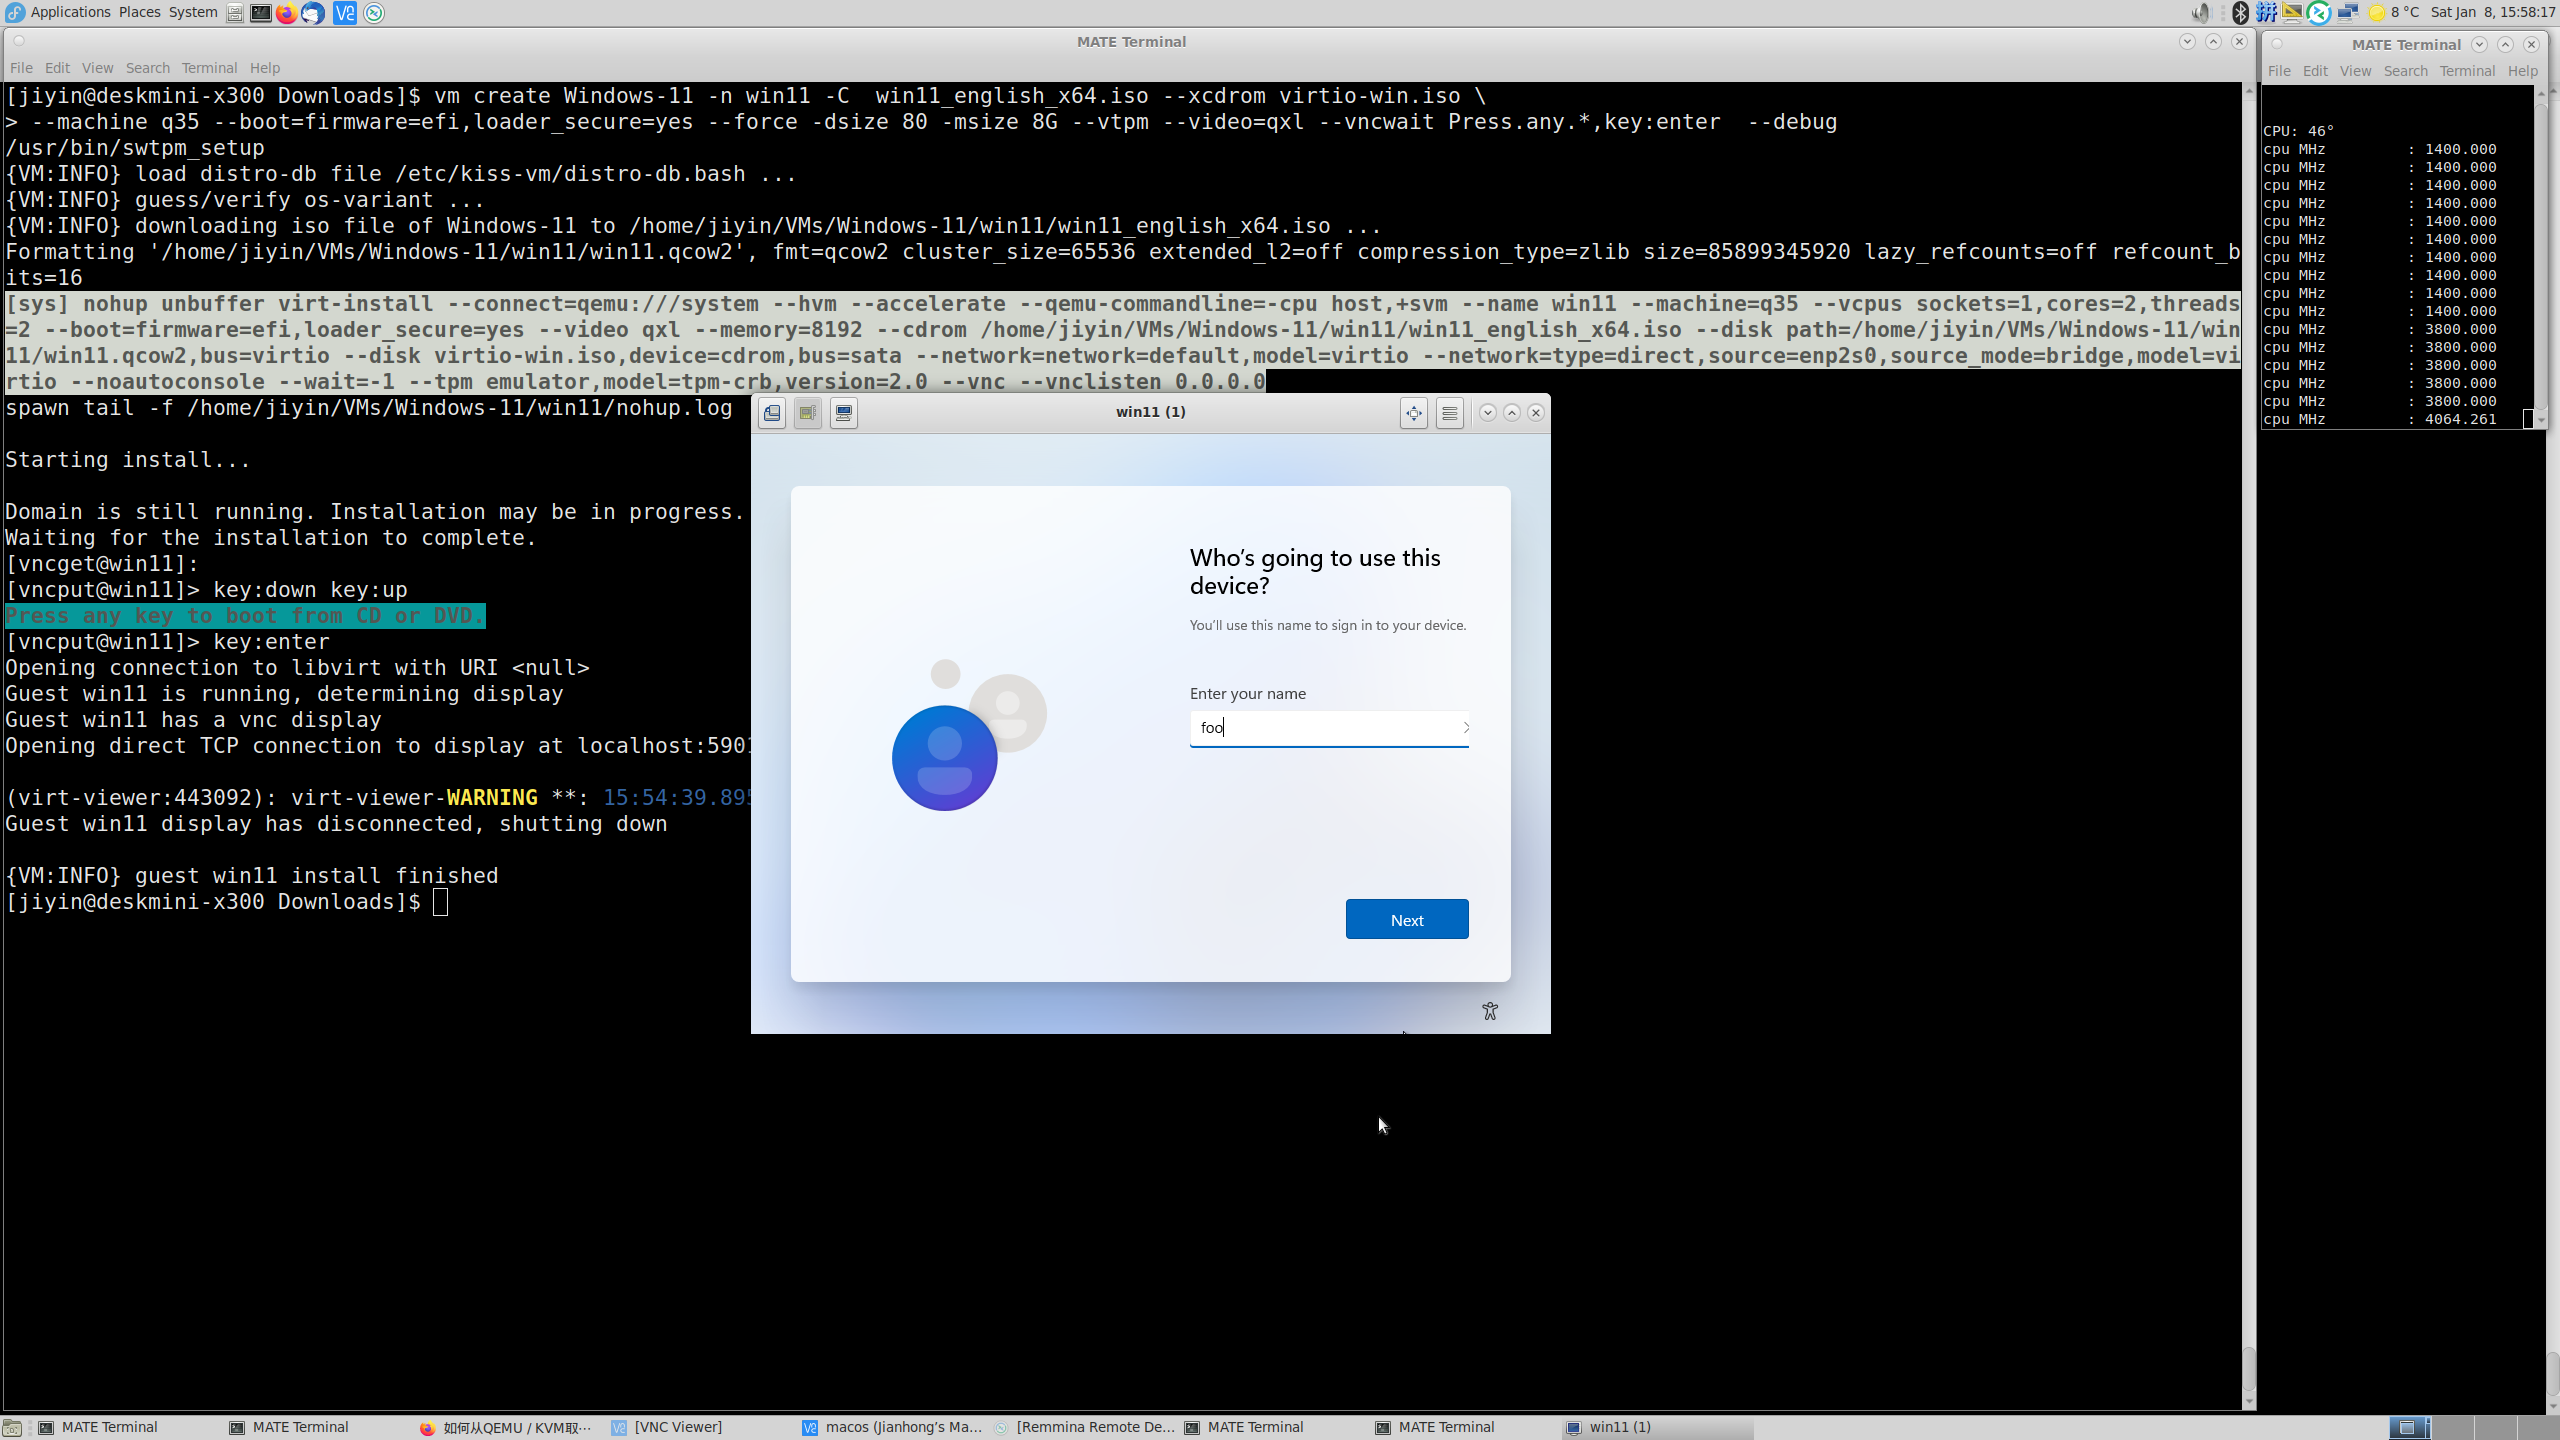 Applications Places System
8 °C Sat Jan 8, 15:58:17
MATE Terminal
File Edit View Search Terminal Help
[jiyin@deskmini-x300 Downloads]$ vm create Windows-11 -n win11 -C  win11_english_x64.iso --xcdrom virtio-win.iso \
> --machine q35 --boot=firmware=efi,loader_secure=yes --force -dsize 80 -msize 8G --vtpm --video=qxl --vncwait Press.any.*,key:enter  --debug
/usr/bin/swtpm_setup
{VM:INFO} load distro-db file /etc/kiss-vm/distro-db.bash ...
{VM:INFO} guess/verify os-variant ...
{VM:INFO} downloading iso file of Windows-11 to /home/jiyin/VMs/Windows-11/win11/win11_english_x64.iso ...
Formatting '/home/jiyin/VMs/Windows-11/win11/win11.qcow2', fmt=qcow2 cluster_size=65536 extended_l2=off compression_type=zlib size=85899345920 lazy_refcounts=off refcount_b
its=16
[sys] nohup unbuffer virt-install --connect=qemu:///system --hvm --accelerate --qemu-commandline=-cpu host,+svm --name win11 --machine=q35 --vcpus sockets=1,cores=2,threads
=2 --boot=firmware=efi,loader_secure=yes --video qxl --memory=8192 --cdrom /home/jiyin/VMs/Windows-11/win11/win11_english_x64.iso --disk path=/home/jiyin/VMs/Windows-11/win
11/win11.qcow2,bus=virtio --disk virtio-win.iso,device=cdrom,bus=sata --network=network=default,model=virtio --network=type=direct,source=enp2s0,source_mode=bridge,model=vi
rtio --noautoconsole --wait=-1 --tpm emulator,model=tpm-crb,version=2.0 --vnc --vnclisten 0.0.0.0
spawn tail -f /home/jiyin/VMs/Windows-11/win11/nohup.log
Starting install...
Domain is still running. Installation may be in progress.
Waiting for the installation to complete.
[vncget@win11]:
[vncput@win11]> key:down key:up
Press any key to boot from CD or DVD.
[vncput@win11]> key:enter
Opening connection to libvirt with URI <null>
Guest win11 is running, determining display
Guest win11 has a vnc display
Opening direct TCP connection to display at localhost:5901
(virt-viewer:443092): virt-viewer-WARNING **: 15:54:39.895
Guest win11 display has disconnected, shutting down
{VM:INFO} guest win11 install finished
[jiyin@deskmini-x300 Downloads]$
win11 (1)
Who's going to use this
device?
You'll use this name to sign in to your device.
Enter your name
foo
Next
MATE Terminal
File Edit View Search Terminal Help
CPU: 46°
cpu MHz : 1400.000
cpu MHz : 1400.000
cpu MHz : 1400.000
cpu MHz : 1400.000
cpu MHz : 1400.000
cpu MHz : 1400.000
cpu MHz : 1400.000
cpu MHz : 1400.000
cpu MHz : 1400.000
cpu MHz : 1400.000
cpu MHz : 3800.000
cpu MHz : 3800.000
cpu MHz : 3800.000
cpu MHz : 3800.000
cpu MHz : 3800.000
cpu MHz : 4064.261
MATE Terminal
MATE Terminal
如何从QEMU / KVM取…
[VNC Viewer]
macos (Jianhong's Ma…
[Remmina Remote De…
MATE Terminal
MATE Terminal
win11 (1)